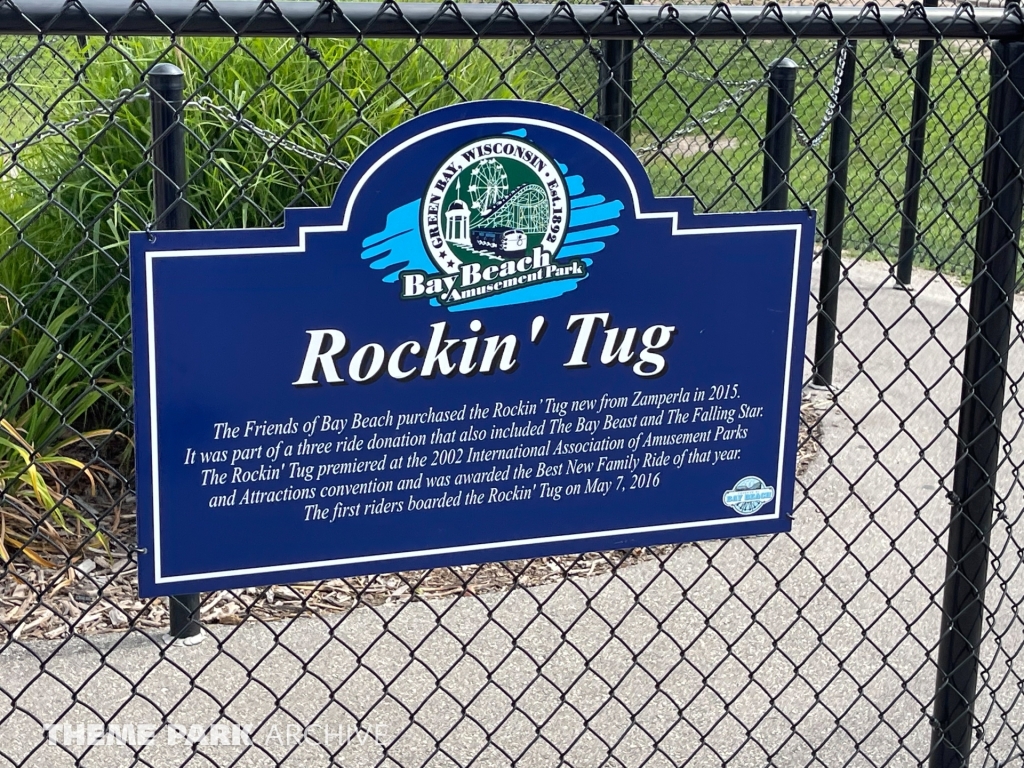 GREEN BAY, WISCONSIN • Est.1892
Bay Beach
Amusement Park
Rockin' Tug
The Friends of Bay Beach purchased the Rockin' Tug new from Zamperla in 2015.
It was part of a three ride donation that also included The Bay Beast and The Falling Star.
The Rockin' Tug premiered at the 2002 International Association of Amusement Parks
and Attractions convention and was awarded the Best New Family Ride of that year.
The first riders boarded the Rockin' Tug on May 7, 2016
BAY BEACH
THEME PARK ARCHIVE